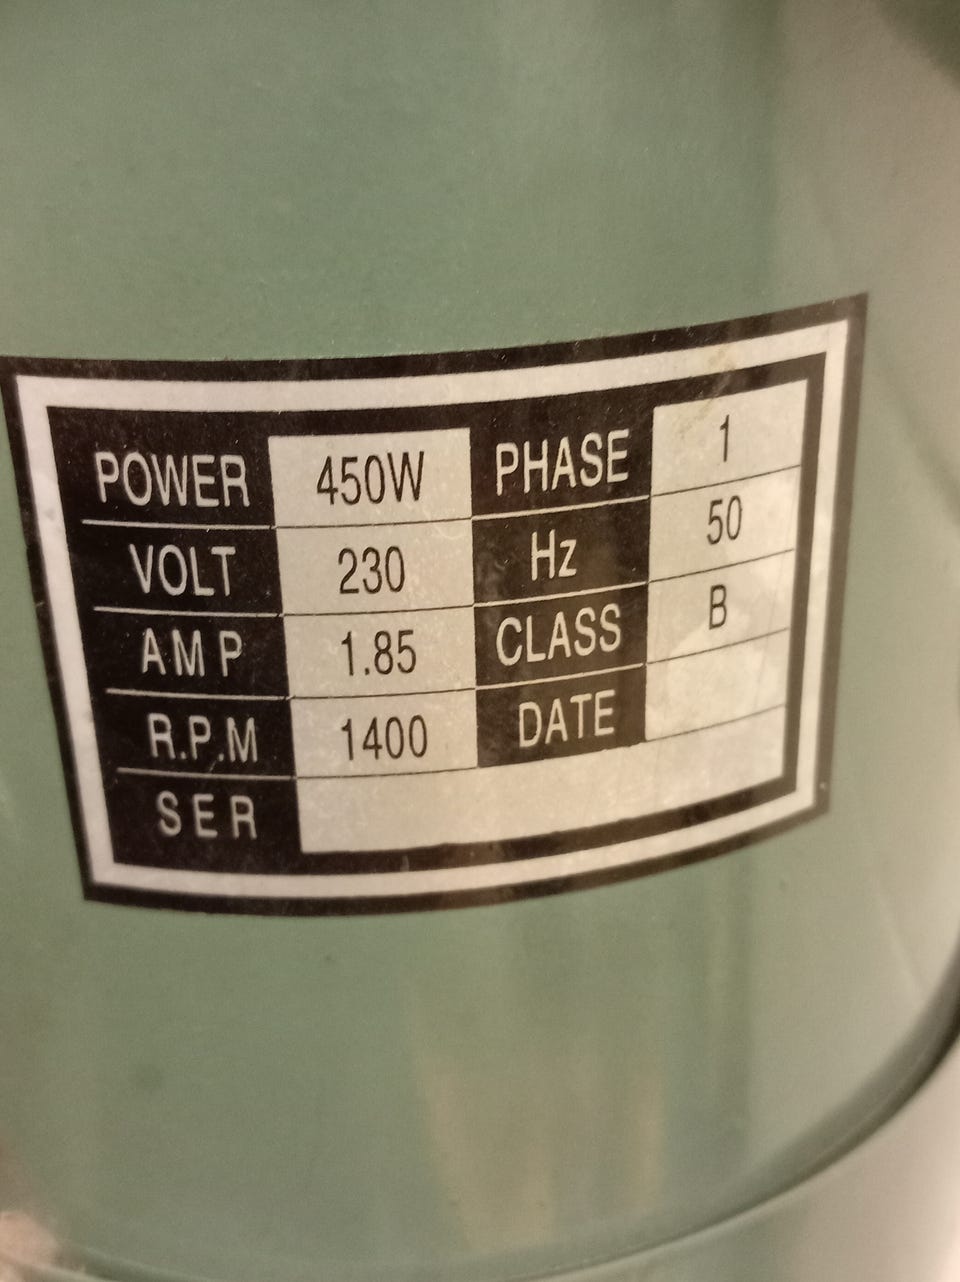 POWER 450W PHASE 1
VOLT 230 Hz 50
AMP 1.85 CLASS B
R.P.M 1400 DATE
SER